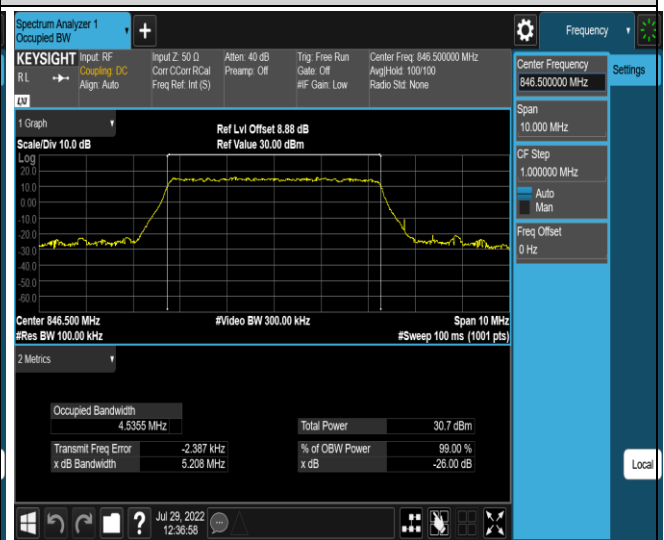 Spectrum Analyzer 1
Occupied BW
Frequency
KEYSIGHT
R L
LXI
Input: RF
Coupling: DC
Align: Auto
Input Z: 50 Ω
Corr CCorr RCal
Freq Ref: Int (S)
Atten: 40 dB
Preamp: Off
Trig: Free Run
Gate: Off
#IF Gain: Low
Center Freq: 846.500000 MHz
Avg|Hold: 100/100
Radio Std: None
Center Frequency
846.500000 MHz
Settings
Span
10.000 MHz
CF Step
1.000000 MHz
Auto
Man
Freq Offset
0 Hz
1 Graph
Scale/Div 10.0 dB
Ref Lvl Offset 8.88 dB
Ref Value 30.00 dBm
Log
20.0
10.0
0.00
-10.0
-20.0
-30.0
-40.0
-50.0
-60.0
Center 846.500 MHz
#Video BW 300.00 kHz
Span 10 MHz
#Res BW 100.00 kHz
#Sweep 100 ms (1001 pts)
2 Metrics
Occupied Bandwidth
4.5355 MHz
Total Power 30.7 dBm
Transmit Freq Error -2.387 kHz
% of OBW Power 99.00 %
x dB Bandwidth 5.208 MHz
x dB -26.00 dB
Local
?
Jul 29, 2022
12:36:58